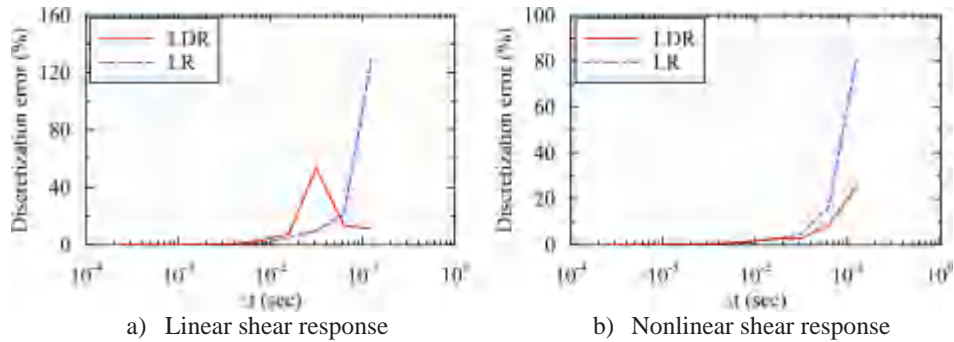 160
120
80
40
0
Discretization error (%)
LDR
LR
10⁻⁴ 10⁻³ 10⁻² 10⁻¹ 10⁰
Δt (sec)
a) Linear shear response
100
80
60
40
20
0
Discretization error (%)
LDR
LR
10⁻⁴ 10⁻³ 10⁻² 10⁻¹ 10⁰
Δt (sec)
b) Nonlinear shear response